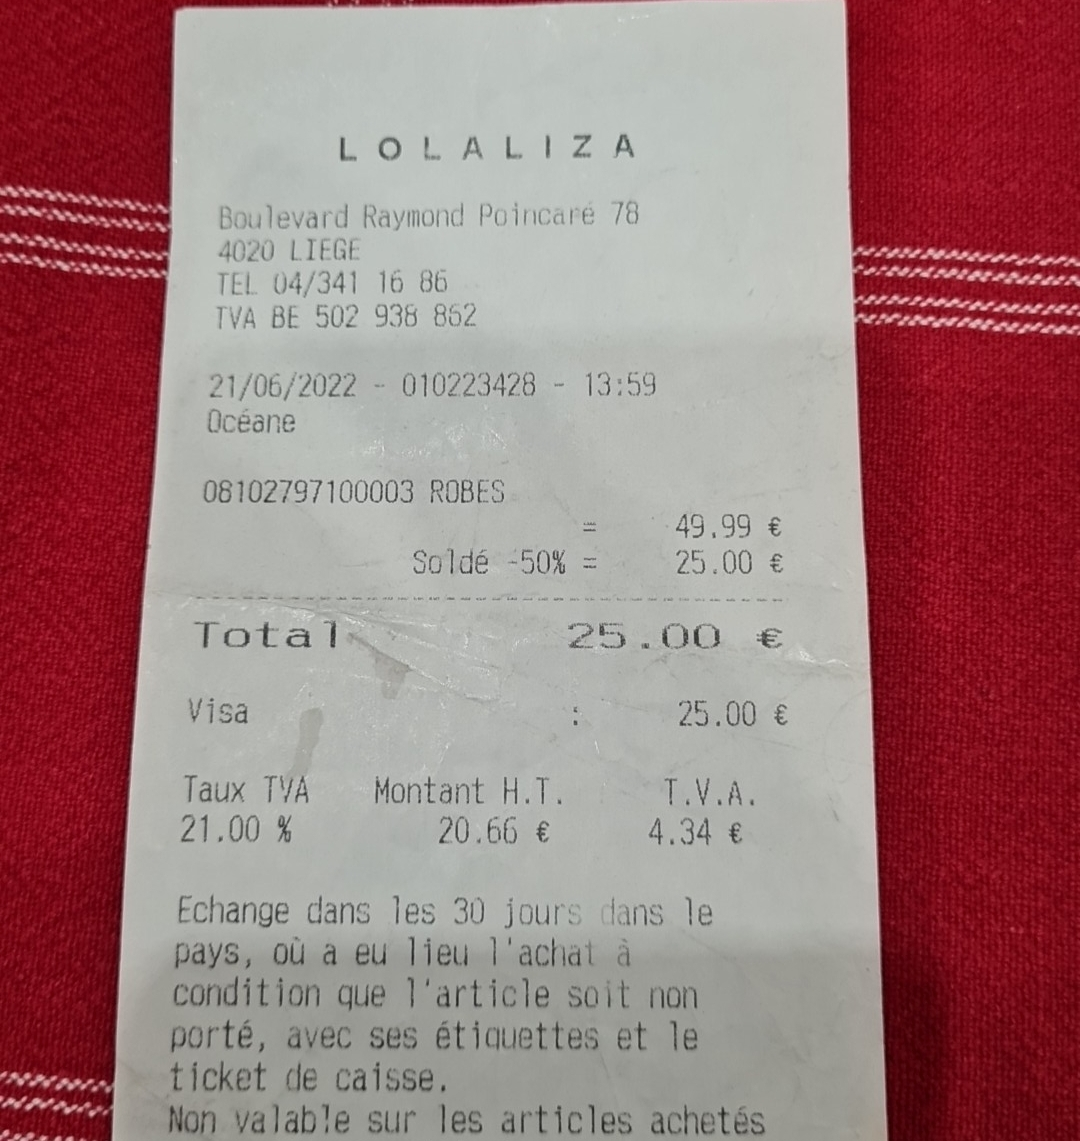 LOLALIZA
Boulevard Raymond Poincaré 78
4020 LIEGE
TEL 04/341 16 86
TVA BE 502 938 862
21/06/2022 - 010223428 - 13:59
Océane
08102797100003 ROBES
= 49.99 €
Soldé -50% = 25.00 €
Total 25.00 €
Visa : 25.00 €
Taux TVA Montant H.T. T.V.A.
21.00 % 20.66 € 4.34 €
Echange dans les 30 jours dans le
pays, où a eu lieu l'achat à
condition que l'article soit non
porté, avec ses étiquettes et le
ticket de caisse.
Non valable sur les articles achetés